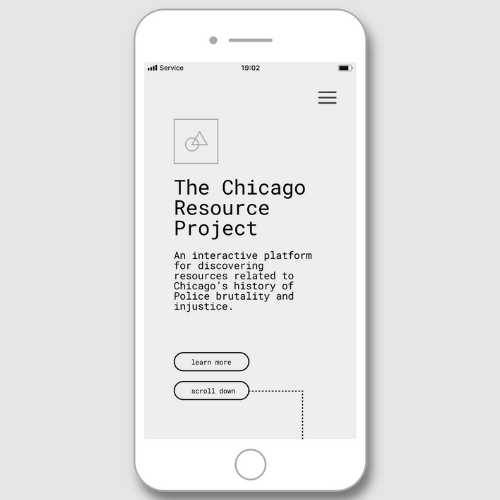 Service 19:02
The Chicago
Resource
Project
An interactive platform
for discovering
resources related to
Chicago's history of
Police brutality and
injustice.
learn more
scroll down